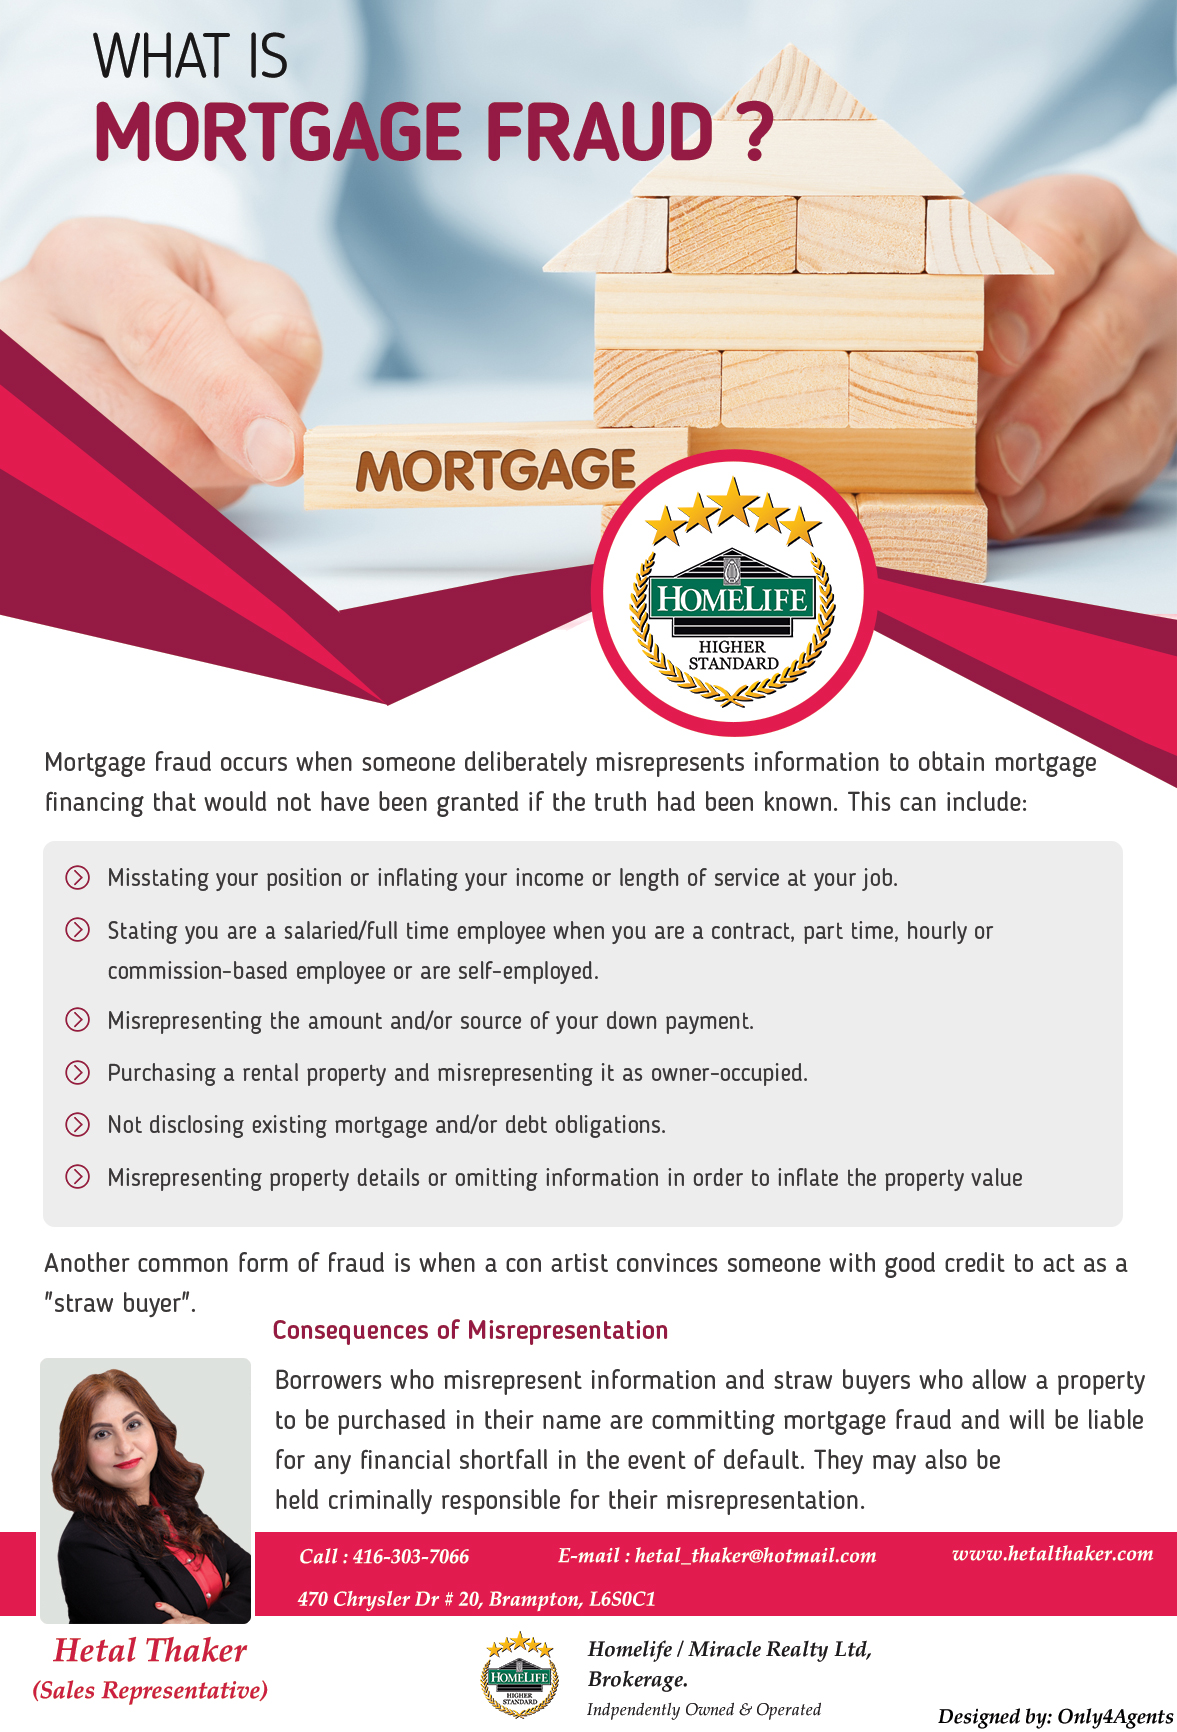 WHAT IS
MORTGAGE FRAUD ?
MORTGAGE
HOMELIFE
HIGHER
STANDARD
Mortgage fraud occurs when someone deliberately misrepresents information to obtain mortgage
financing that would not have been granted if the truth had been known. This can include:
Misstating your position or inflating your income or length of service at your job.
Stating you are a salaried/full time employee when you are a contract, part time, hourly or
commission-based employee or are self-employed.
Misrepresenting the amount and/or source of your down payment.
Purchasing a rental property and misrepresenting it as owner-occupied.
Not disclosing existing mortgage and/or debt obligations.
Misrepresenting property details or omitting information in order to inflate the property value
Another common form of fraud is when a con artist convinces someone with good credit to act as a
"straw buyer".
Consequences of Misrepresentation
Borrowers who misrepresent information and straw buyers who allow a property
to be purchased in their name are committing mortgage fraud and will be liable
for any financial shortfall in the event of default. They may also be
held criminally responsible for their misrepresentation.
Call : 416-303-7066 E-mail : hetal_thaker@hotmail.com www.hetalthaker.com
470 Chrysler Dr # 20, Brampton, L6S0C1
Hetal Thaker
(Sales Representative)
HOMELIFE
HIGHER
STANDARD
Homelife / Miracle Realty Ltd,
Brokerage.
Indpendently Owned & Operated
Designed by: Only4Agents